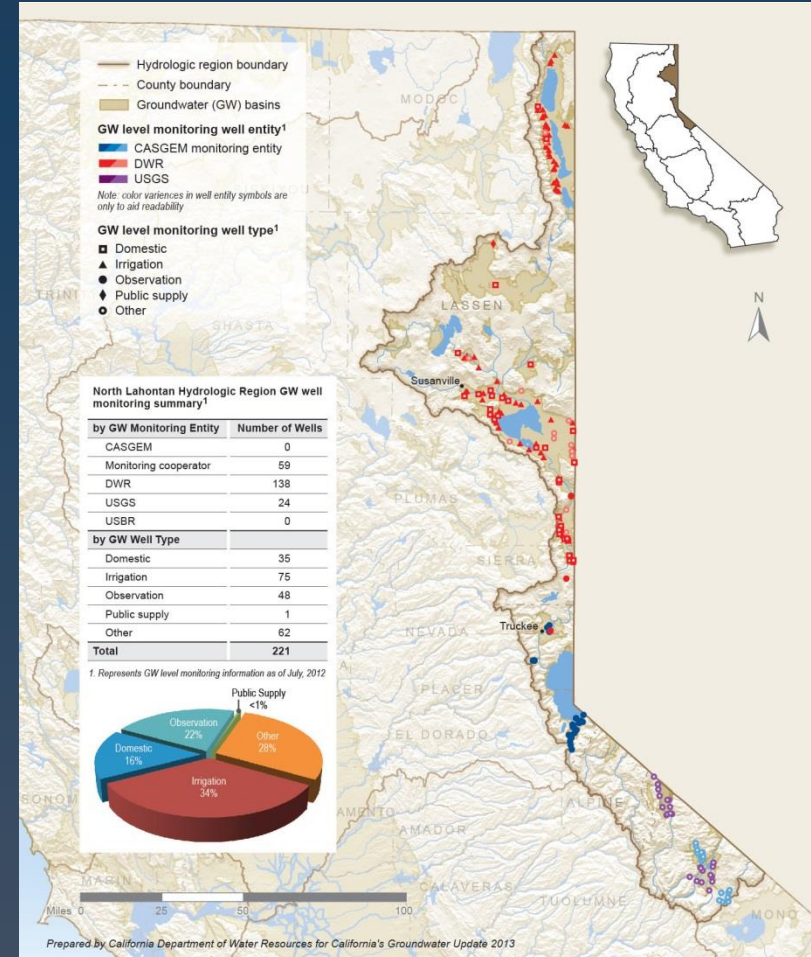 Hydrologic region boundary
County boundary
Groundwater (GW) basins
GW level monitoring well entity1
CASGEM monitoring entity
DWR
USGS
Note: color variances in well entity symbols are
only to aid readability
GW level monitoring well type1
Domestic
Irrigation
Observation
Public supply
Other
MODOC
N
LASSEN
SHASTA
Susanville
PLUMAS
SIERRA
Truckee
NEVADA
PLACER
EL DORADO
ALPINE
AMADOR
CALAVERAS
TUOLUMNE
MARIN
MONO
North Lahontan Hydrologic Region GW well
monitoring summary1
by GW Monitoring Entity Number of Wells
CASGEM 0
Monitoring cooperator 59
DWR 138
USGS 24
USBR 0
by GW Well Type
Domestic 35
Irrigation 75
Observation 48
Public supply 1
Other 62
Total 221
1. Represents GW level monitoring information as of July, 2012
Public Supply
<1%
Observation
22%
Other
28%
Domestic
16%
Irrigation
34%
Miles 0 25 50 100
Prepared by California Department of Water Resources for California's Groundwater Update 2013